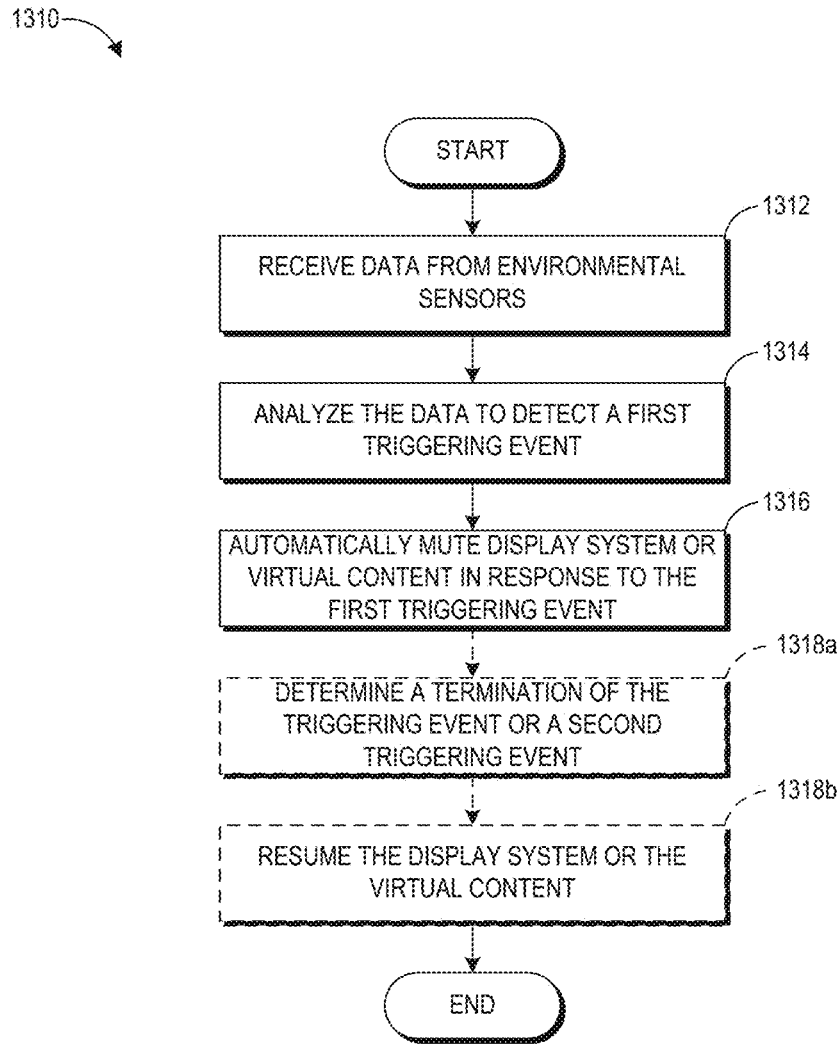 1310
START
1312
RECEIVE DATA FROM ENVIRONMENTAL
SENSORS
1314
ANALYZE THE DATA TO DETECT A FIRST
TRIGGERING EVENT
1316
AUTOMATICALLY MUTE DISPLAY SYSTEM OR
VIRTUAL CONTENT IN RESPONSE TO THE
FIRST TRIGGERING EVENT
1318a
DETERMINE A TERMINATION OF THE
TRIGGERING EVENT OR A SECOND
TRIGGERING EVENT
1318b
RESUME THE DISPLAY SYSTEM OR THE
VIRTUAL CONTENT
END